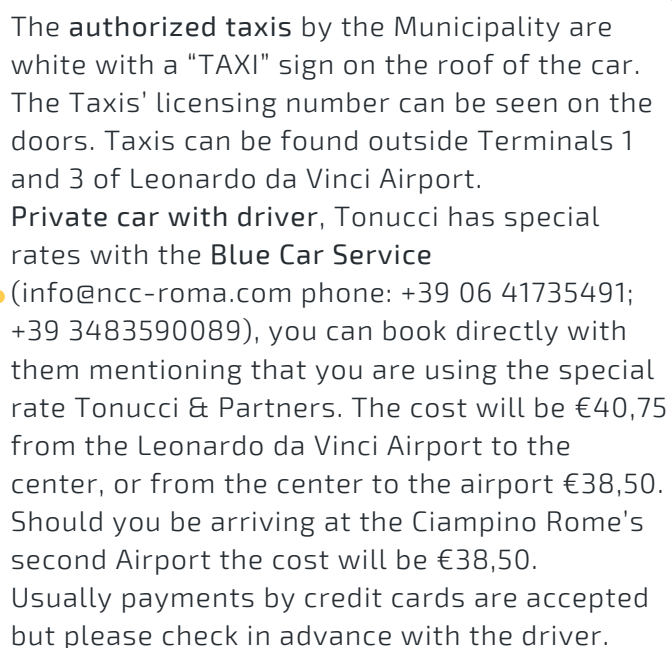 The authorized taxis by the Municipality are
white with a “TAXI” sign on the roof of the car.
The Taxis’ licensing number can be seen on the
doors. Taxis can be found outside Terminals 1
and 3 of Leonardo da Vinci Airport.
Private car with driver, Tonucci has special
rates with the Blue Car Service
(info@ncc-roma.com phone: +39 06 41735491;
+39 3483590089), you can book directly with
them mentioning that you are using the special
rate Tonucci & Partners. The cost will be €40,75
from the Leonardo da Vinci Airport to the
center, or from the center to the airport €38,50.
Should you be arriving at the Ciampino Rome’s
second Airport the cost will be €38,50.
Usually payments by credit cards are accepted
but please check in advance with the driver.